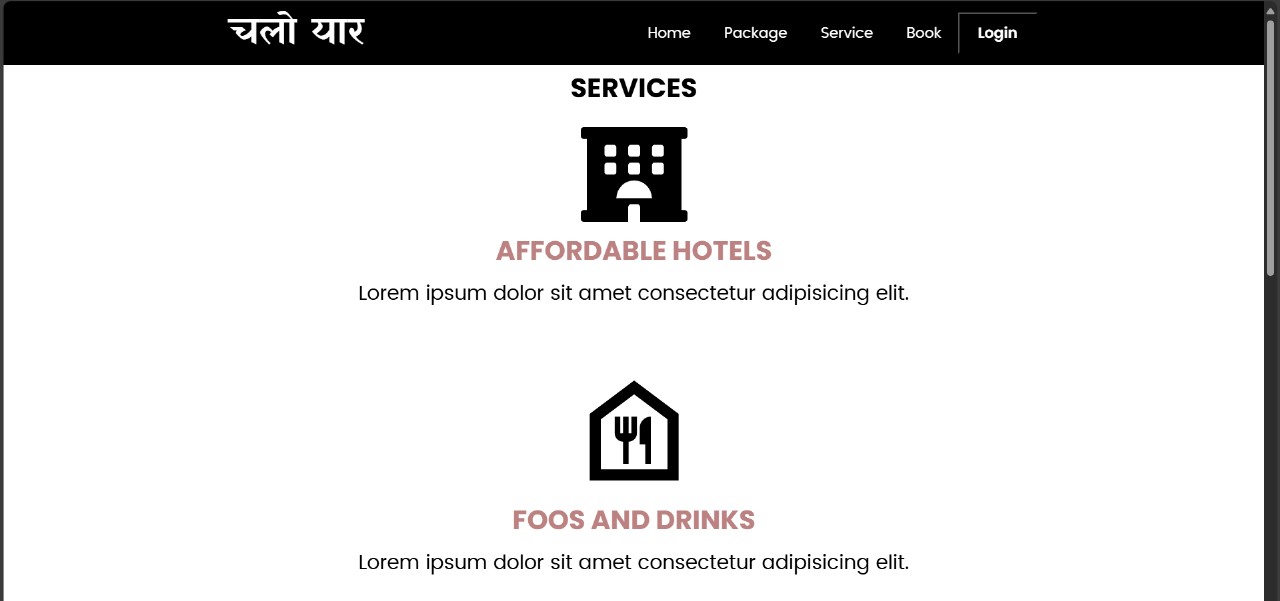 चलो यार
Home Package Service Book Login
SERVICES
AFFORDABLE HOTELS
Lorem ipsum dolor sit amet consectetur adipisicing elit.
FOOS AND DRINKS
Lorem ipsum dolor sit amet consectetur adipisicing elit.